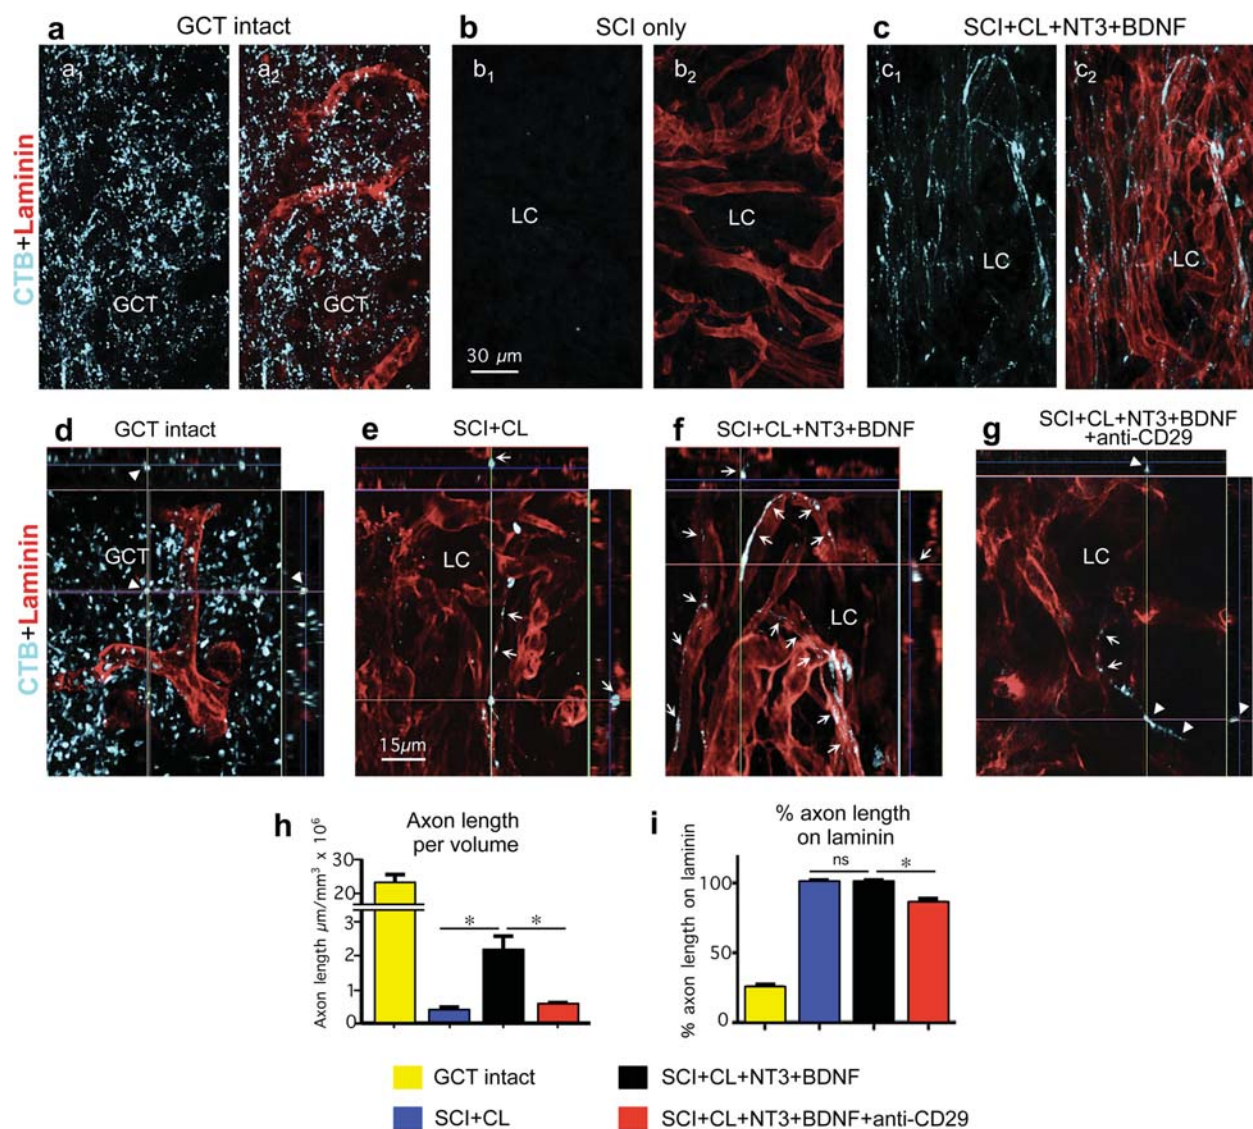 a GCT intact
b SCI only
c SCI+CL+NT3+BDNF
CTB+Laminin
a1
a2
b1
b2
c1
c2
GCT
GCT
LC
LC
LC
LC
30 µm
d GCT intact
e SCI+CL
f SCI+CL+NT3+BDNF
g SCI+CL+NT3+BDNF
+anti-CD29
CTB+Laminin
GCT
LC
LC
LC
15µm
h Axon length
per volume
Axon length µm/mm³ x 10⁶
30
20
3
2
1
0
*
*
i % axon length
on laminin
% axon length on laminin
100
50
0
ns
*
GCT intact
SCI+CL+NT3+BDNF
SCI+CL
SCI+CL+NT3+BDNF+anti-CD29